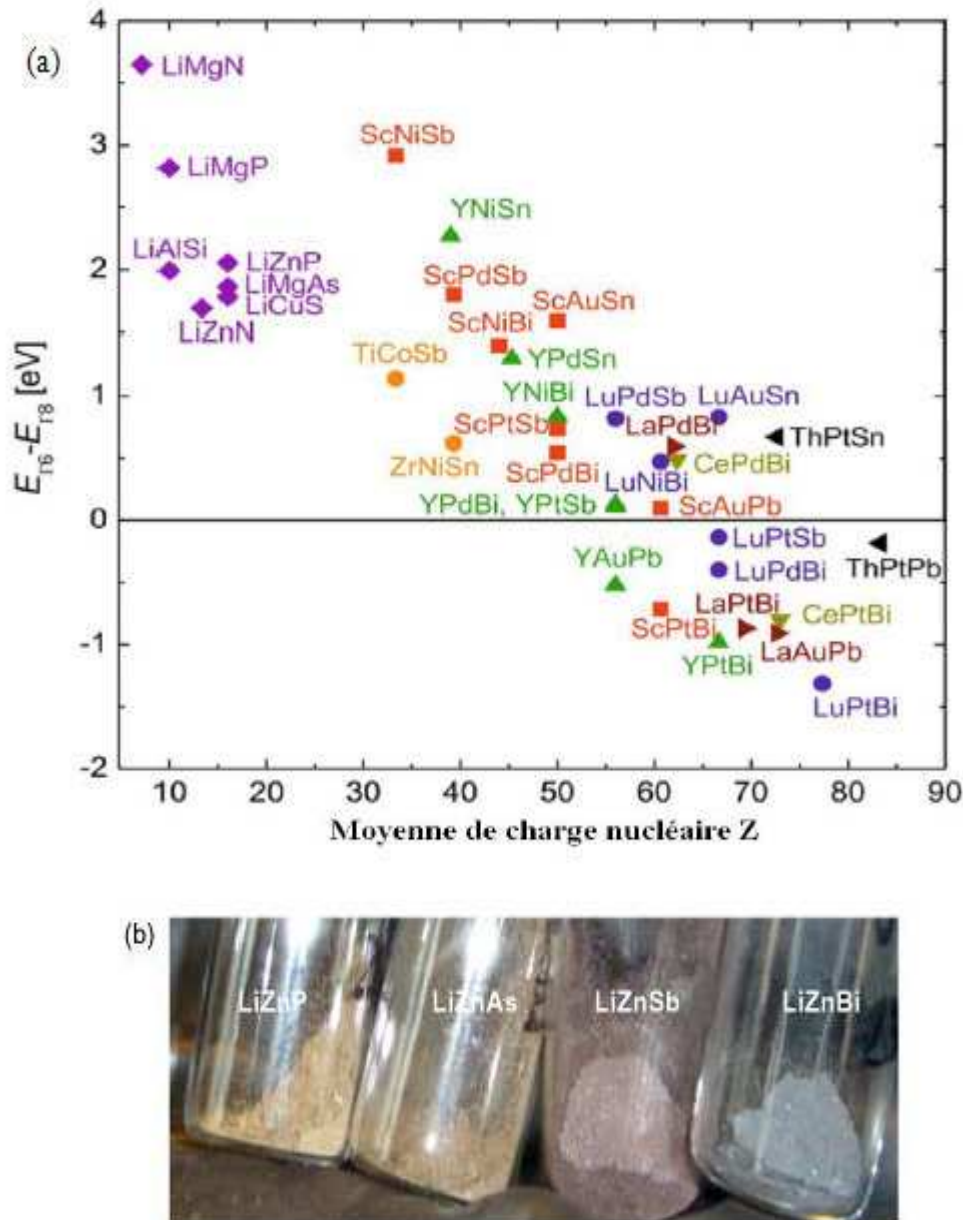 (a)
4
3
2
1
0
-1
-2
E_Γ6-E_Γ8 [eV]
LiMgN
ScNiSb
LiMgP
YNiSn
LiAlSi
LiZnP
LiMgAs
LiCuS
LiZnN
ScPdSb
ScAuSn
ScNiBi
TiCoSb
YPdSn
YNiBi
LuPdSb
LuAuSn
ScPtSb
LaPdBi
ThPtSn
ZrNiSn
ScPdBi
CePdBi
LuNiBi
YPdBi, YPtSb
ScAuPb
LuPtSb
YAuPb
LuPdBi
ThPtPb
LaPtBi
CePtBi
ScPtBi
LaAuPb
YPtBi
LuPtBi
10 20 30 40 50 60 70 80 90
Moyenne de charge nucléaire Z
(b)
LiZnP LiZnAs LiZnSb LiZnBi